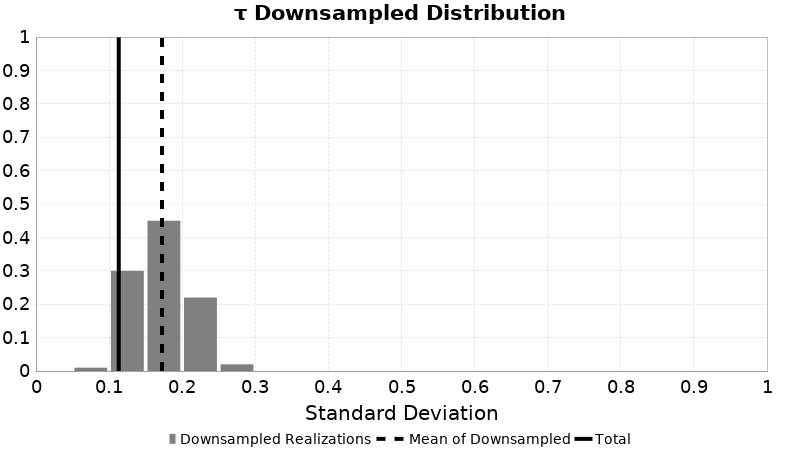 τ Downsampled Distribution
1
0.9
0.8
0.7
0.6
0.5
0.4
0.3
0.2
0.1
0
0 0.1 0.2 0.3 0.4 0.5 0.6 0.7 0.8 0.9 1
Standard Deviation
Downsampled Realizations Mean of Downsampled Total